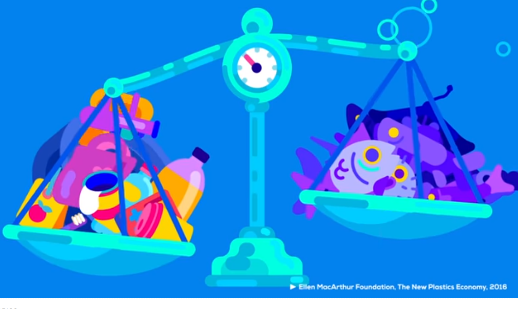 ▶ Ellen MacArthur Foundation, The New Plastics Economy, 2016